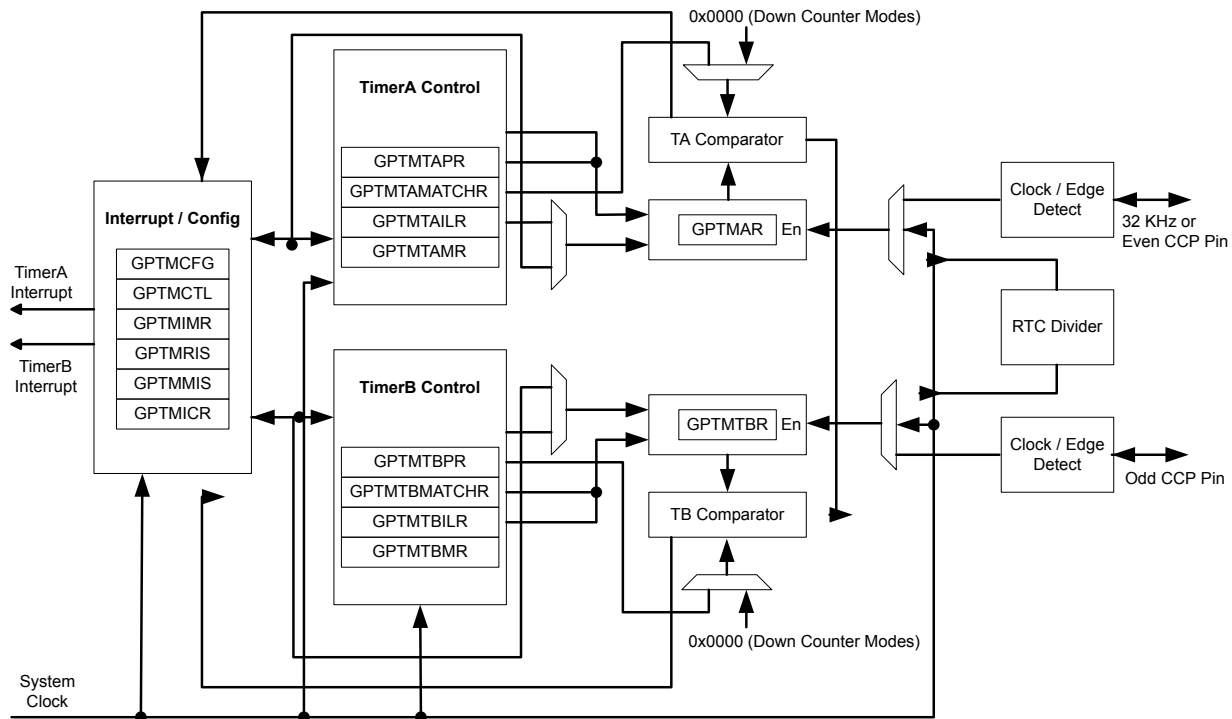 0x0000 (Down Counter Modes)
TimerA Control
GPTMTAPR
GPTMTAMATCHR
GPTMTAILR
GPTMTAMR
TA Comparator
GPTMAR
En
Clock / Edge
Detect
32 KHz or
Even CCP Pin
Interrupt / Config
GPTMCFG
GPTMCTL
GPTMIMR
GPTMRIS
GPTMMIS
GPTMICR
TimerA
Interrupt
TimerB
Interrupt
RTC Divider
TimerB Control
GPTMTBPR
GPTMTBMATCHR
GPTMTBILR
GPTMTBMR
GPTMTBR
En
TB Comparator
Clock / Edge
Detect
Odd CCP Pin
0x0000 (Down Counter Modes)
System
Clock